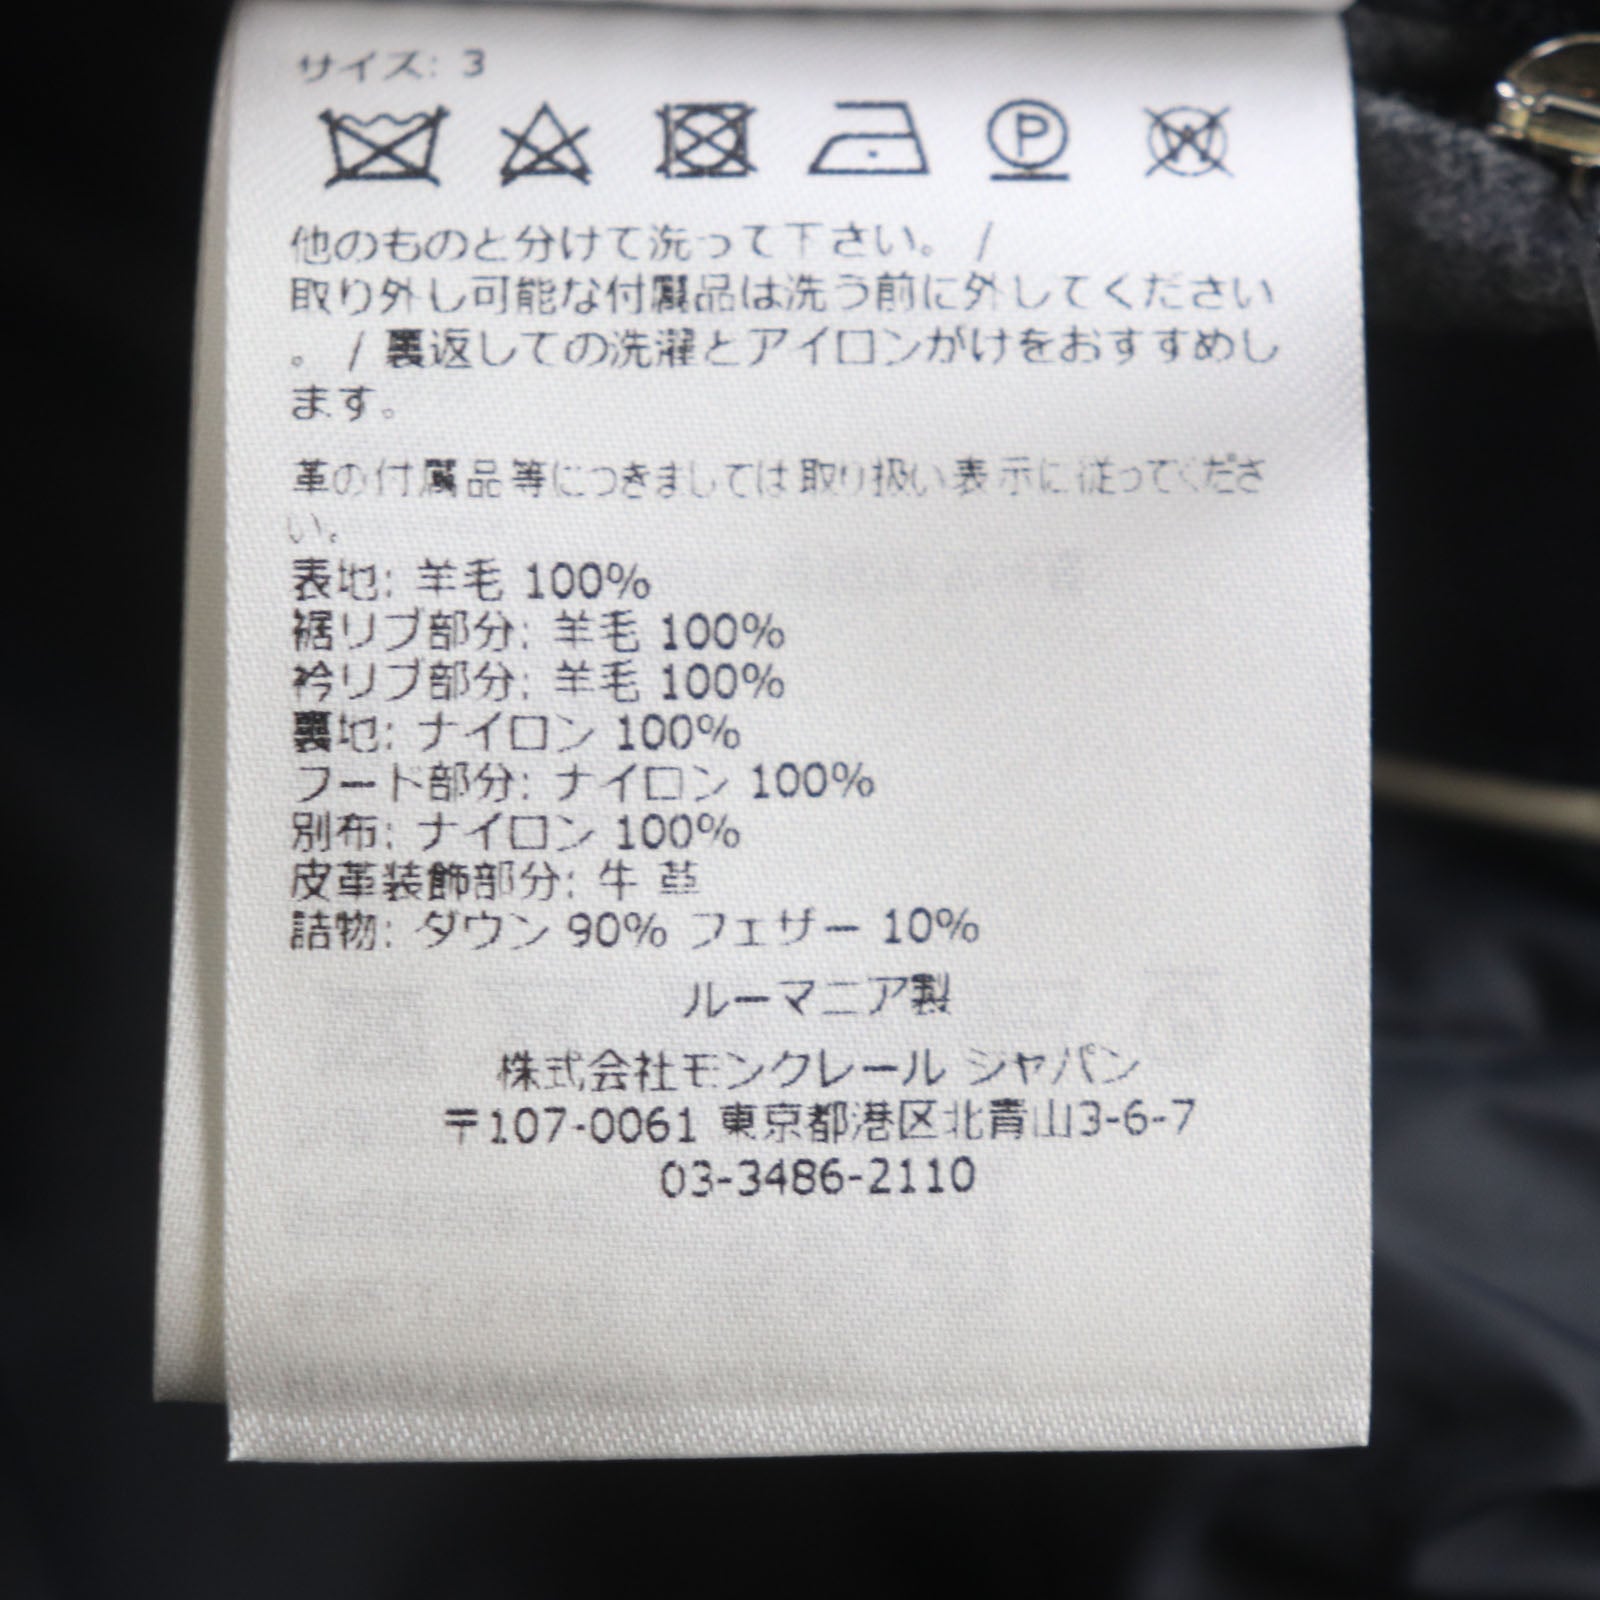 サイズ: 3
P
W
他のものと分けて洗って下さい。 /
取り外し可能な付属品は洗う前に外してください
。 / 裏返しての洗濯とアイロンがけをおすすめし
ます。
革の付属品等につきましては取り扱い表示に従ってくださ
い。
表地: 羊毛 100%
裾リブ部分: 羊毛 100%
衿リブ部分: 羊毛 100%
裏地: ナイロン 100%
フード部分: ナイロン 100%
別布: ナイロン 100%
皮革装飾部分: 牛 革
詰物: ダウン 90% フェザー 10%
ルーマニア製
株式会社モンクレール ジャパン
〒107-0061 東京都港区北青山3-6-7
03-3486-2110